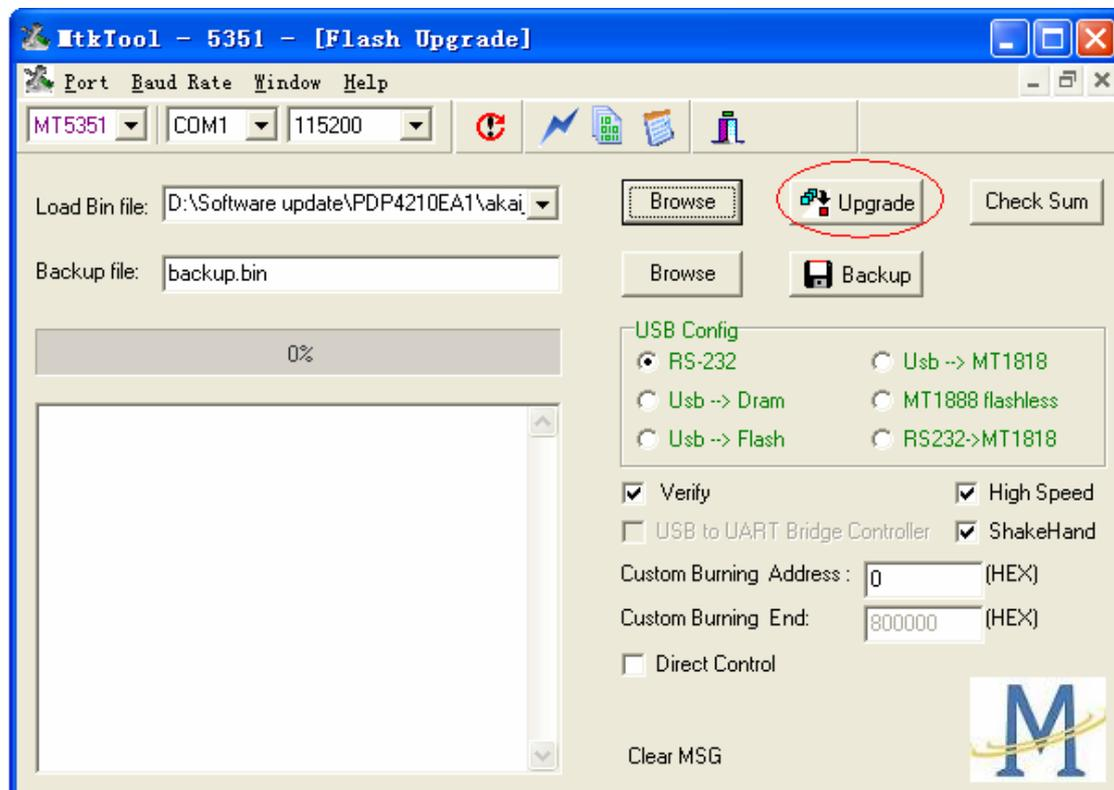 MtkTool - 5351 - [Flash Upgrade]
Port Baud Rate Window Help
MT5351 COM1 115200
Load Bin file: D:\Software update\PDP4210EA1\akai_ Browse Upgrade Check Sum
Backup file: backup.bin Browse Backup
0%
USB Config
RS-232 Usb --> MT1818
Usb --> Dram MT1888 flashless
Usb --> Flash RS232->MT1818
Verify High Speed
USB to UART Bridge Controller ShakeHand
Custom Burning Address : 0 (HEX)
Custom Burning End: 800000 (HEX)
Direct Control
M
Clear MSG